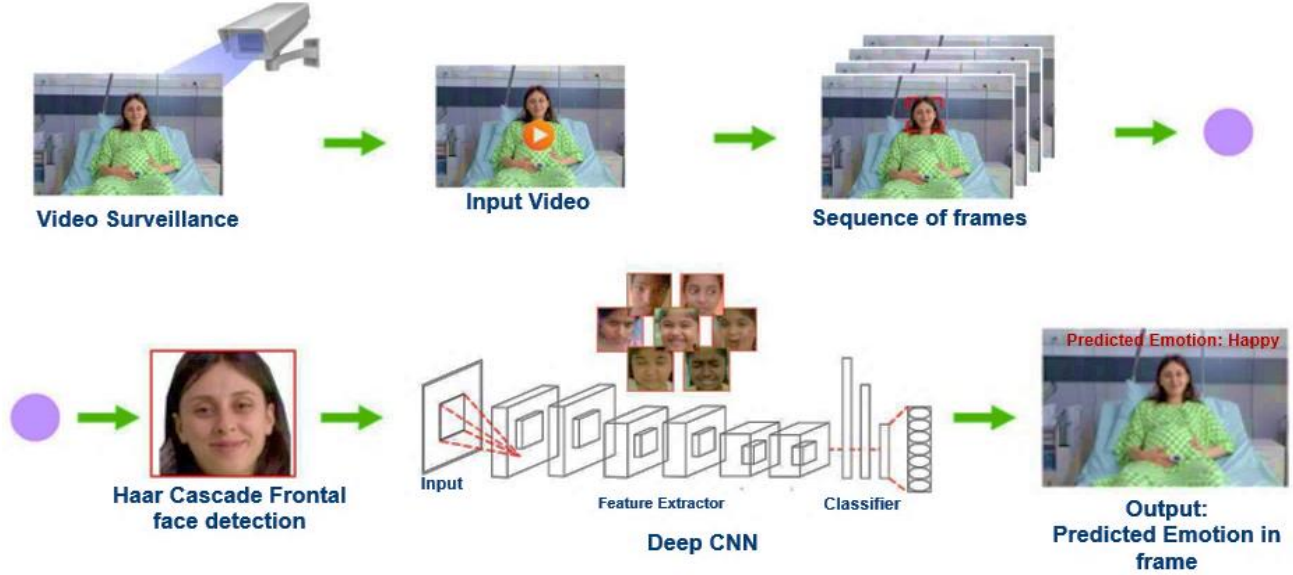 Video Surveillance
Input Video
Sequence of frames
Haar Cascade Frontal
face detection
Input
Feature Extractor
Classifier
Deep CNN
Predicted Emotion: Happy
Output:
Predicted Emotion in
frame